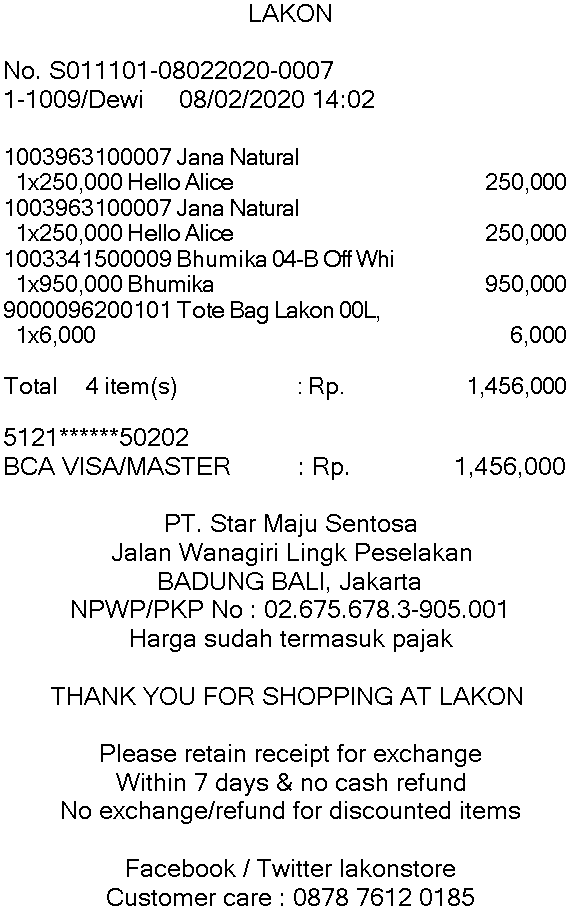 LAKON
No. S011101-08022020-0007
1-1009/Dewi 08/02/2020 14:02
1003963100007 Jana Natural
1x250,000 Hello Alice 250,000
1003963100007 Jana Natural
1x250,000 Hello Alice 250,000
1003341500009 Bhumika 04-B Off Whi
1x950,000 Bhumika 950,000
9000096200101 Tote Bag Lakon 00L,
1x6,000 6,000
Total 4 item(s) : Rp. 1,456,000
5121******50202
BCA VISA/MASTER : Rp. 1,456,000
PT. Star Maju Sentosa
Jalan Wanagiri Lingk Peselakan
BADUNG BALI, Jakarta
NPWP/PKP No : 02.675.678.3-905.001
Harga sudah termasuk pajak
THANK YOU FOR SHOPPING AT LAKON
Please retain receipt for exchange
Within 7 days & no cash refund
No exchange/refund for discounted items
Facebook / Twitter lakonstore
Customer care : 0878 7612 0185